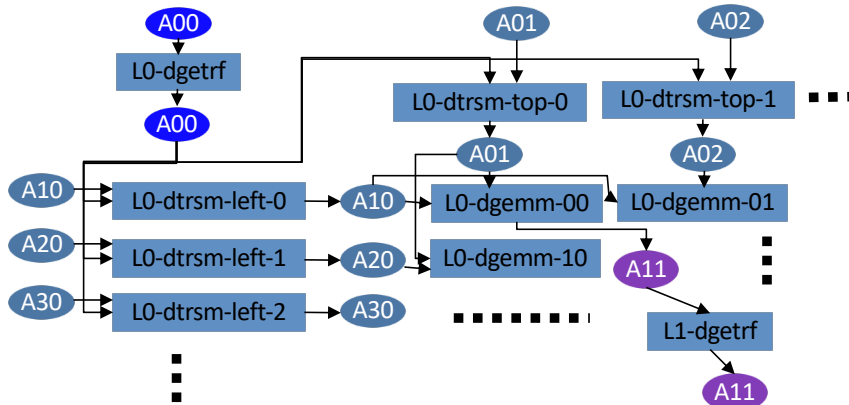 A00
A01
A02
L0-dgetrf
L0-dtrsm-top-0
L0-dtrsm-top-1
A00
A01
A02
A10
L0-dtrsm-left-0
A10
L0-dgemm-00
L0-dgemm-01
A20
L0-dtrsm-left-1
A20
L0-dgemm-10
A11
A30
L0-dtrsm-left-2
A30
L1-dgetrf
A11